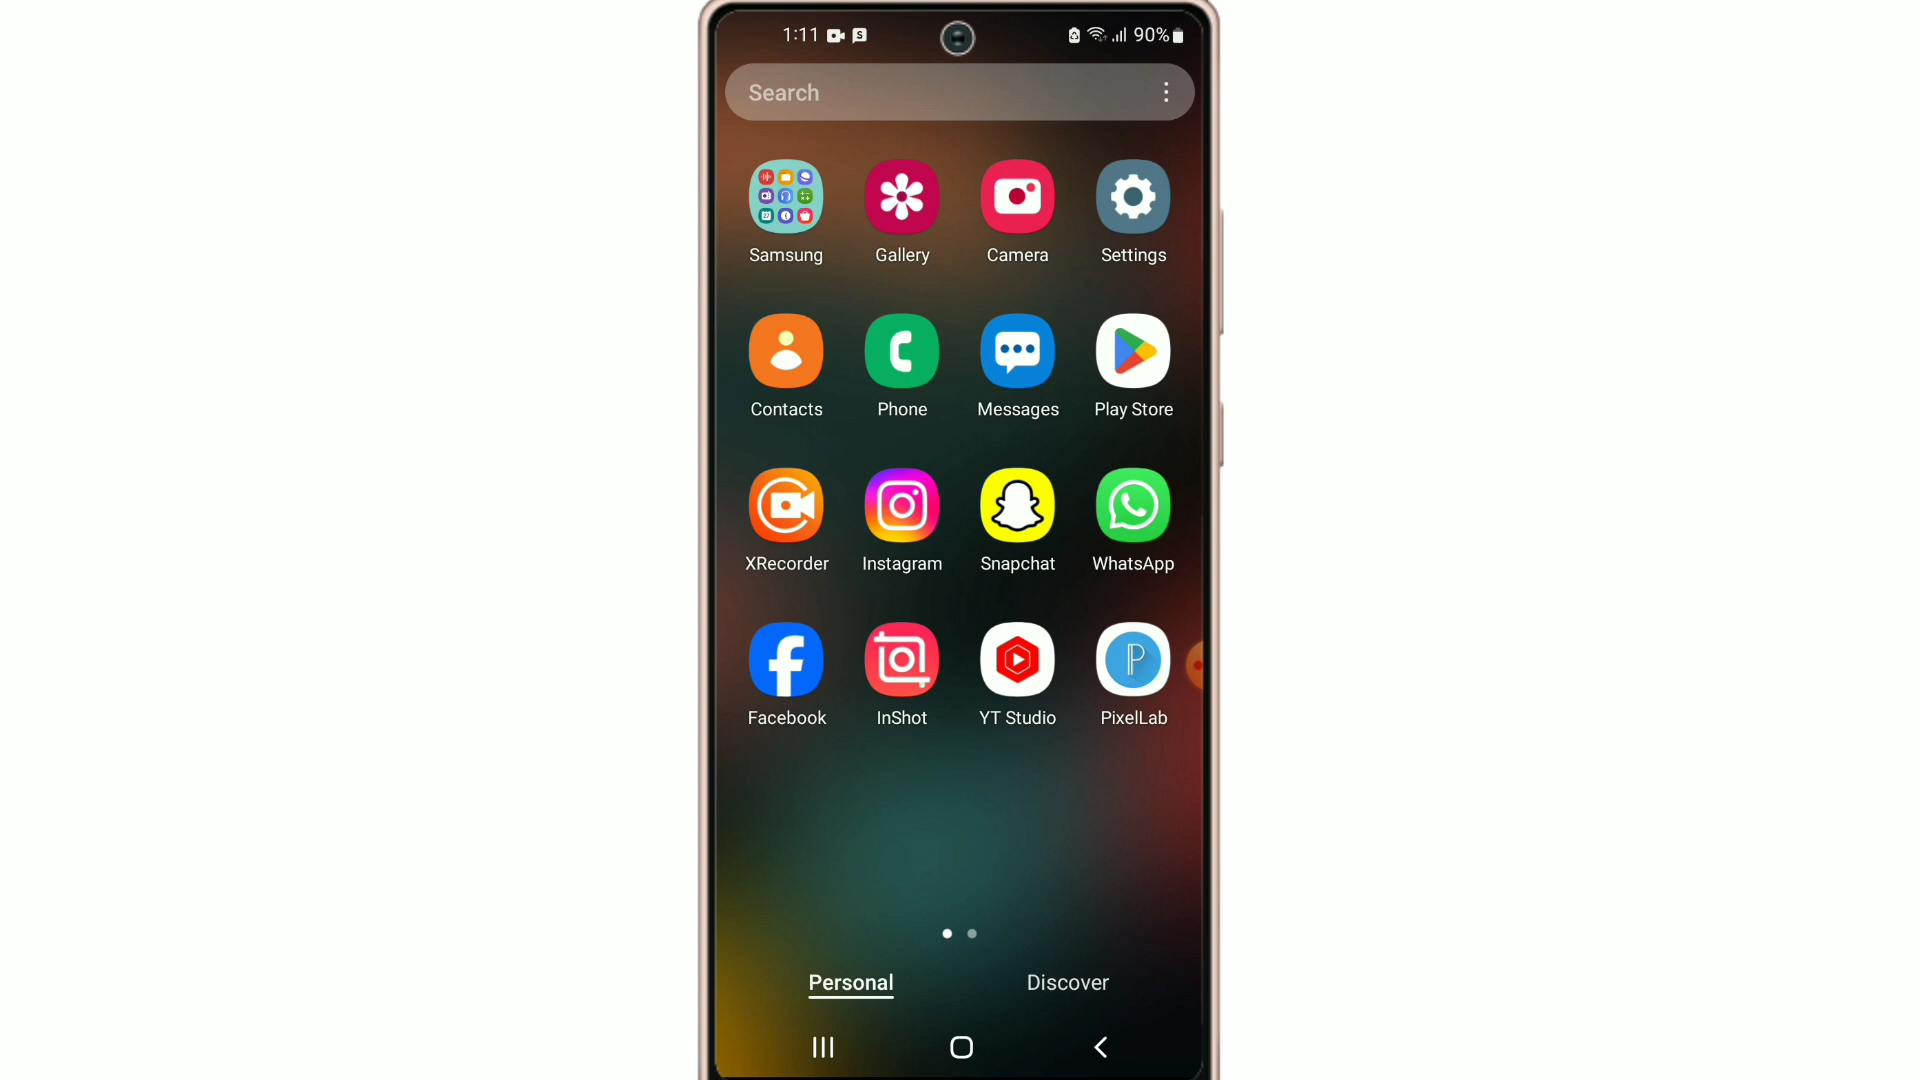 1:11 90%
Search
Samsung Gallery Camera Settings
Contacts Phone Messages Play Store
XRecorder Instagram Snapchat WhatsApp
Facebook InShot YT Studio PixelLab
Personal Discover